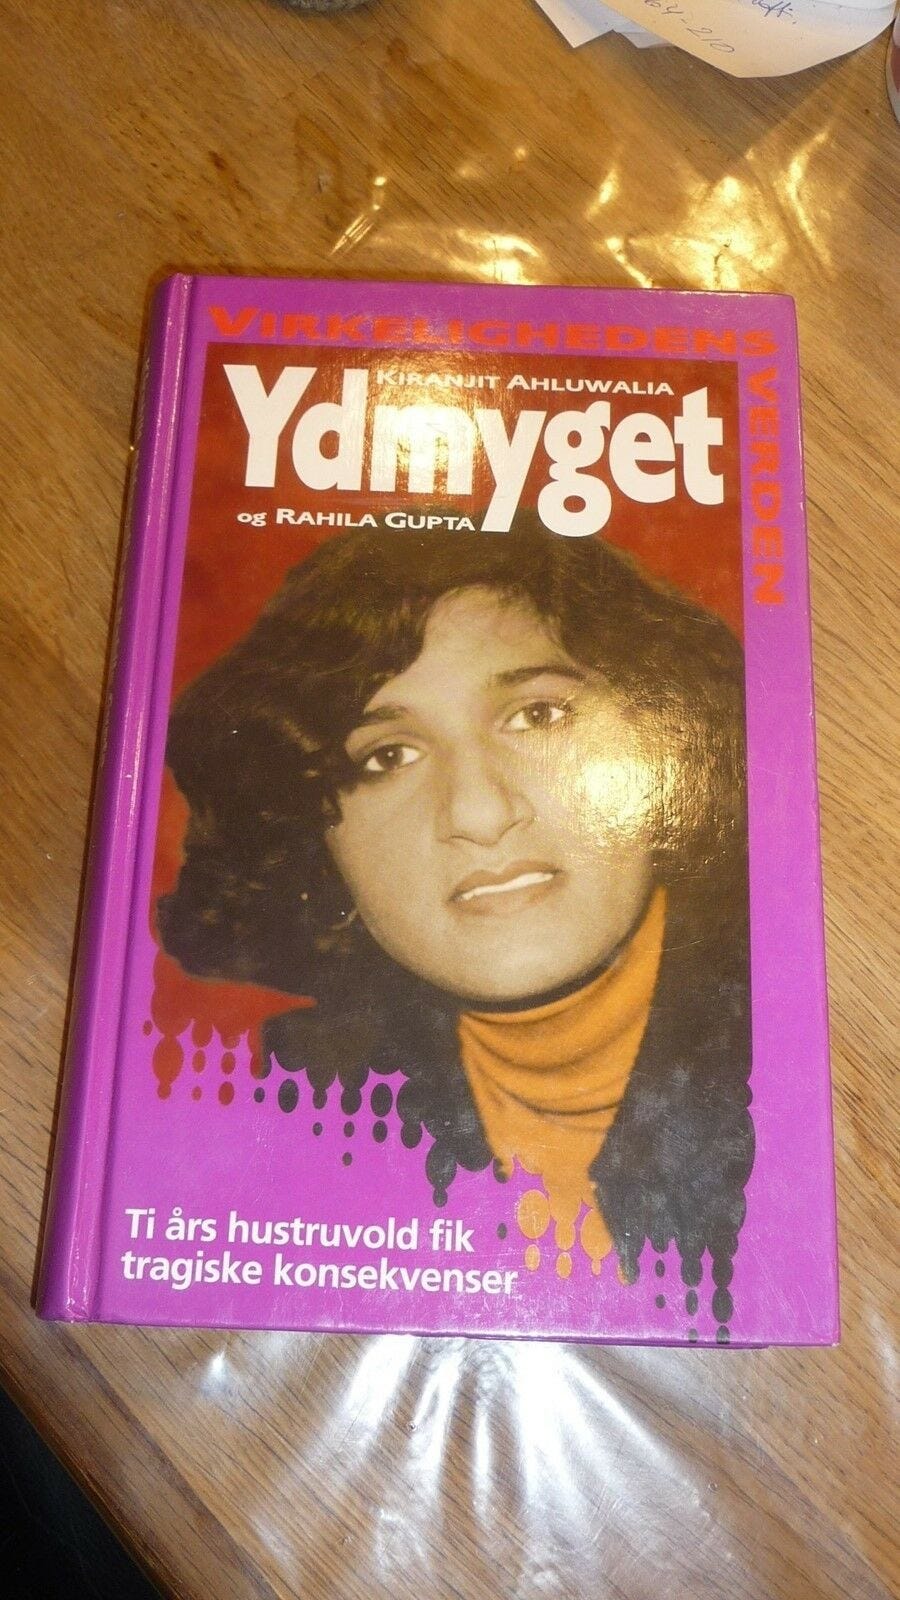 VIRKELIGHEDENS VERDEN
KIRANJIT AHLUWALIA
Ydmyget
og RAHILA GUPTA
Ti års hustruvold fik
tragiske konsekvenser